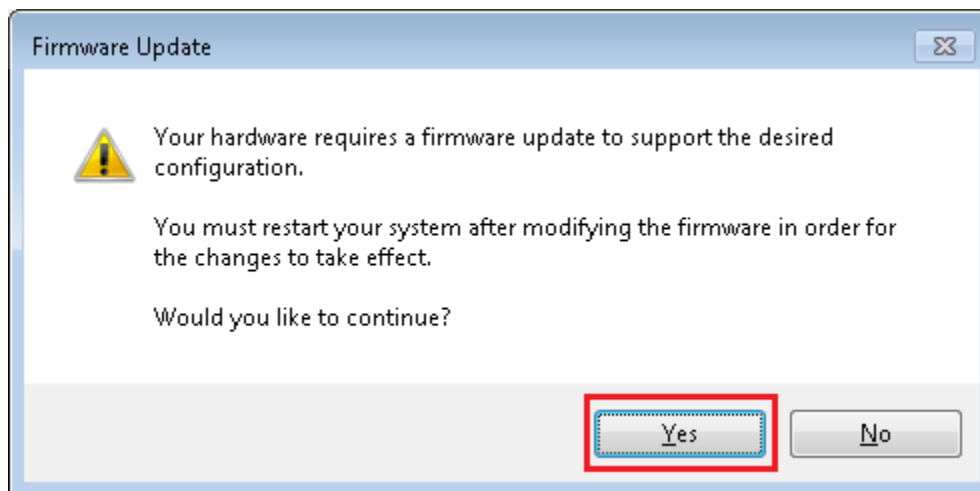 Firmware Update
Your hardware requires a firmware update to support the desired
configuration.
You must restart your system after modifying the firmware in order for
the changes to take effect.
Would you like to continue?
Yes
No